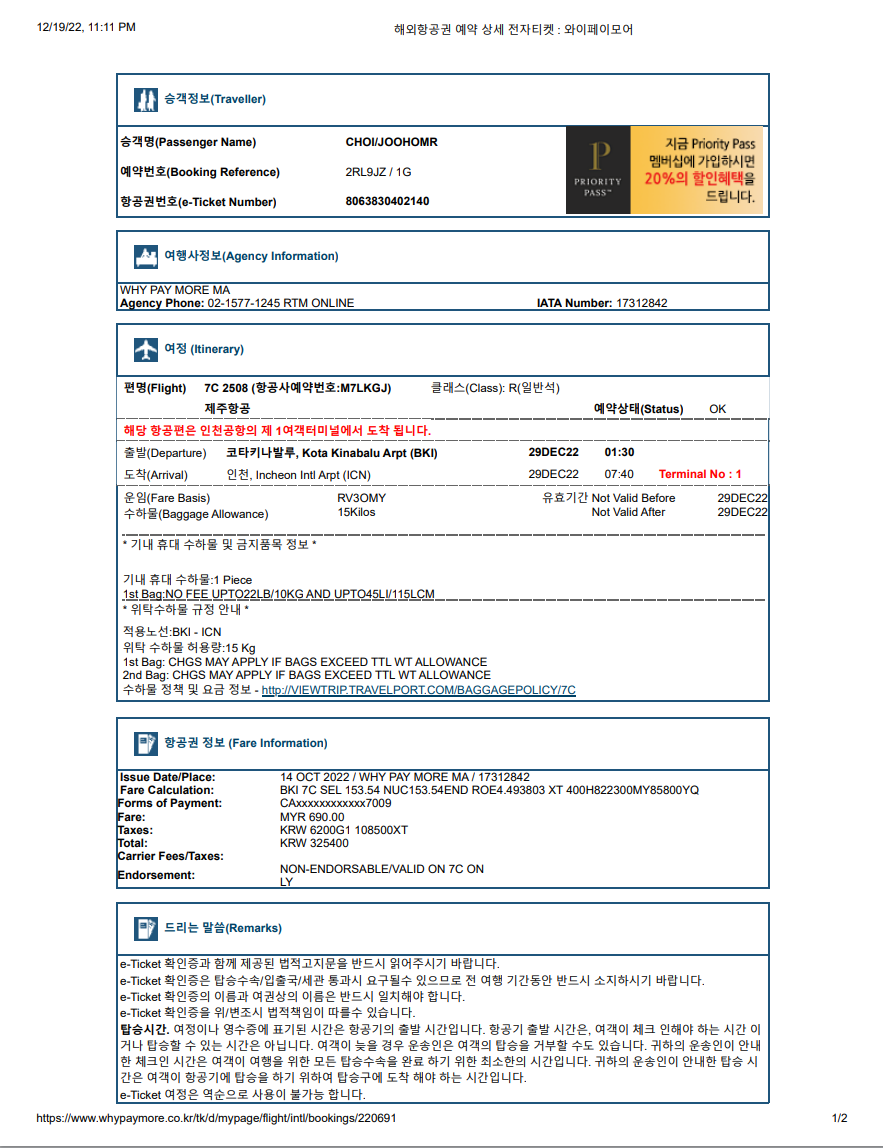 12/19/22, 11:11 PM
해외항공권 예약 상세 전자티켓 : 와이페이모어
승객정보(Traveller)
승객명(Passenger Name) CHOI/JOOHOMR
예약번호(Booking Reference) 2RL9JZ / 1G
항공권번호(e-Ticket Number) 8063830402140
PRIORITY
PASS™
지금 Priority Pass
멤버십에 가입하시면
20%의 할인혜택을
드립니다.
여행사정보(Agency Information)
WHY PAY MORE MA
Agency Phone: 02-1577-1245 RTM ONLINE IATA Number: 17312842
여정 (Itinerary)
편명(Flight) 7C 2508 (항공사예약번호:M7LKGJ) 클래스(Class): R(일반석)
제주항공 예약상태(Status) OK
해당 항공편은 인천공항의 제 1여객터미널에서 도착 됩니다.
출발(Departure) 코타키나발루, Kota Kinabalu Arpt (BKI) 29DEC22 01:30
도착(Arrival) 인천, Incheon Intl Arpt (ICN) 29DEC22 07:40 Terminal No : 1
운임(Fare Basis) RV3OMY 유효기간 Not Valid Before 29DEC22
수하물(Baggage Allowance) 15Kilos Not Valid After 29DEC22
* 기내 휴대 수하물 및 금지품목 정보 *
기내 휴대 수하물:1 Piece
1st Bag:NO FEE UPTO22LB/10KG AND UPTO45LI/115LCM
* 위탁수하물 규정 안내 *
적용노선:BKI - ICN
위탁 수하물 허용량:15 Kg
1st Bag: CHGS MAY APPLY IF BAGS EXCEED TTL WT ALLOWANCE
2nd Bag: CHGS MAY APPLY IF BAGS EXCEED TTL WT ALLOWANCE
수하물 정책 및 요금 정보 - http://VIEWTRIP.TRAVELPORT.COM/BAGGAGEPOLICY/7C
항공권 정보 (Fare Information)
Issue Date/Place: 14 OCT 2022 / WHY PAY MORE MA / 17312842
Fare Calculation: BKI 7C SEL 153.54 NUC153.54END ROE4.493803 XT 400H822300MY85800YQ
Forms of Payment: CAxxxxxxxxxxxx7009
Fare: MYR 690.00
Taxes: KRW 6200G1 108500XT
Total: KRW 325400
Carrier Fees/Taxes:
Endorsement: NON-ENDORSABLE/VALID ON 7C ON
LY
드리는 말씀(Remarks)
e-Ticket 확인증과 함께 제공된 법적고지문을 반드시 읽어주시기 바랍니다.
e-Ticket 확인증은 탑승수속/입출국/세관 통과시 요구될수 있으므로 전 여행 기간동안 반드시 소지하시기 바랍니다.
e-Ticket 확인증의 이름과 여권상의 이름은 반드시 일치해야 합니다.
e-Ticket 확인증을 위/변조시 법적책임이 따를수 있습니다.
탑승시간. 여정이나 영수증에 표기된 시간은 항공기의 출발 시간입니다. 항공기 출발 시간은, 여객이 체크 인해야 하는 시간 이
거나 탑승할 수 있는 시간은 아닙니다. 여객이 늦을 경우 운송인은 여객의 탑승을 거부할 수도 있습니다. 귀하의 운송인이 안내
한 체크인 시간은 여객이 여행을 위한 모든 탑승수속을 완료 하기 위한 최소한의 시간입니다. 귀하의 운송인이 안내한 탑승 시
간은 여객이 항공기에 탑승을 하기 위하여 탑승구에 도착 해야 하는 시간입니다.
e-Ticket 여정은 역순으로 사용이 불가능 합니다.
https://www.whypaymore.co.kr/tk/d/mypage/flight/intl/bookings/220691 1/2